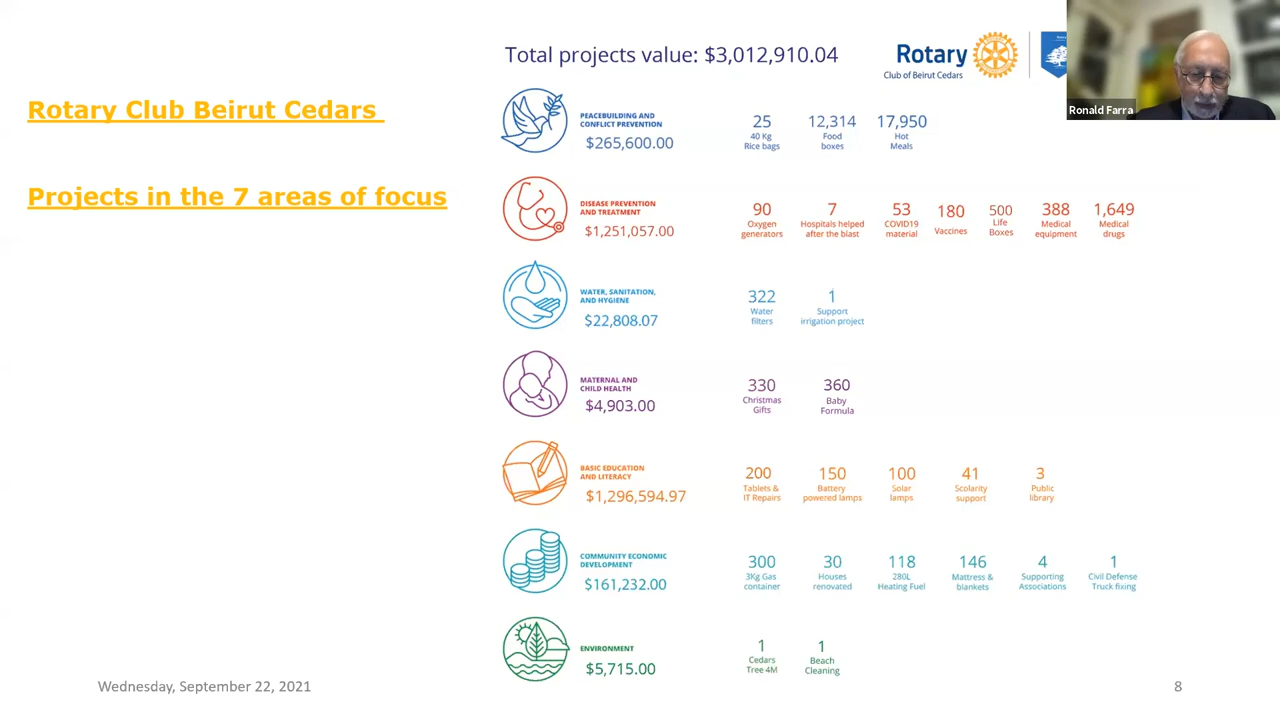 Total projects value: $3,012,910.04
Rotary
Club of Beirut Cedars
Ronald Farra
Rotary Club Beirut Cedars
Projects in the 7 areas of focus
PEACEBUILDING AND
CONFLICT PREVENTION
$265,600.00
25
40 Kg
Rice bags
12,314
Food
boxes
17,950
Hot
Meals
DISEASE PREVENTION
AND TREATMENT
$1,251,057.00
90
Oxygen
generators
7
Hospitals helped
after the blast
53
COVID19
material
180
Vaccines
500
Life
Boxes
388
Medical
equipment
1,649
Medical
drugs
WATER, SANITATION,
AND HYGIENE
$22,808.07
322
Water
filters
1
Support
irrigation project
MATERNAL AND
CHILD HEALTH
$4,903.00
330
Christmas
Gifts
360
Baby
Formula
BASIC EDUCATION
AND LITERACY
$1,296,594.97
200
Tablets &
IT Repairs
150
Battery
powered lamps
100
Solar
lamps
41
Scolarity
support
3
Public
library
COMMUNITY ECONOMIC
DEVELOPMENT
$161,232.00
300
3Kg Gas
container
30
Houses
renovated
118
280L
Heating Fuel
146
Mattress &
blankets
4
Supporting
Associations
1
Civil Defense
Truck fixing
ENVIRONMENT
$5,715.00
1
Cedars
Tree 4M
1
Beach
Cleaning
Wednesday, September 22, 2021
8